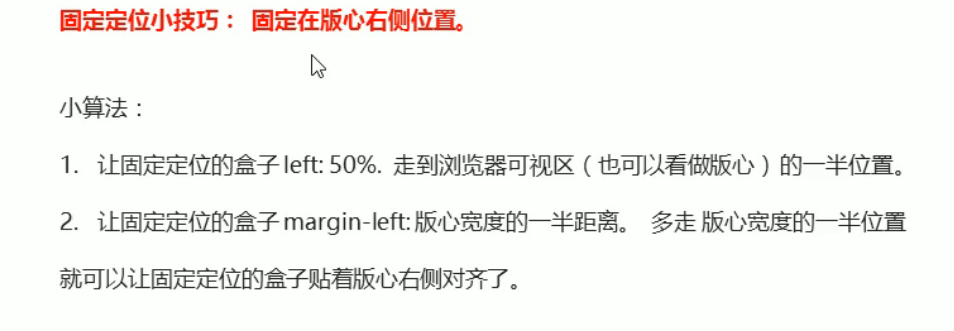 固定定位小技巧： 固定在版心右侧位置。
小算法：
1. 让固定定位的盒子 left: 50%. 走到浏览器可视区（也可以看做版心）的一半位置。
2. 让固定定位的盒子 margin-left: 版心宽度的一半距离。 多走 版心宽度的一半位置
就可以让固定定位的盒子贴着版心右侧对齐了。